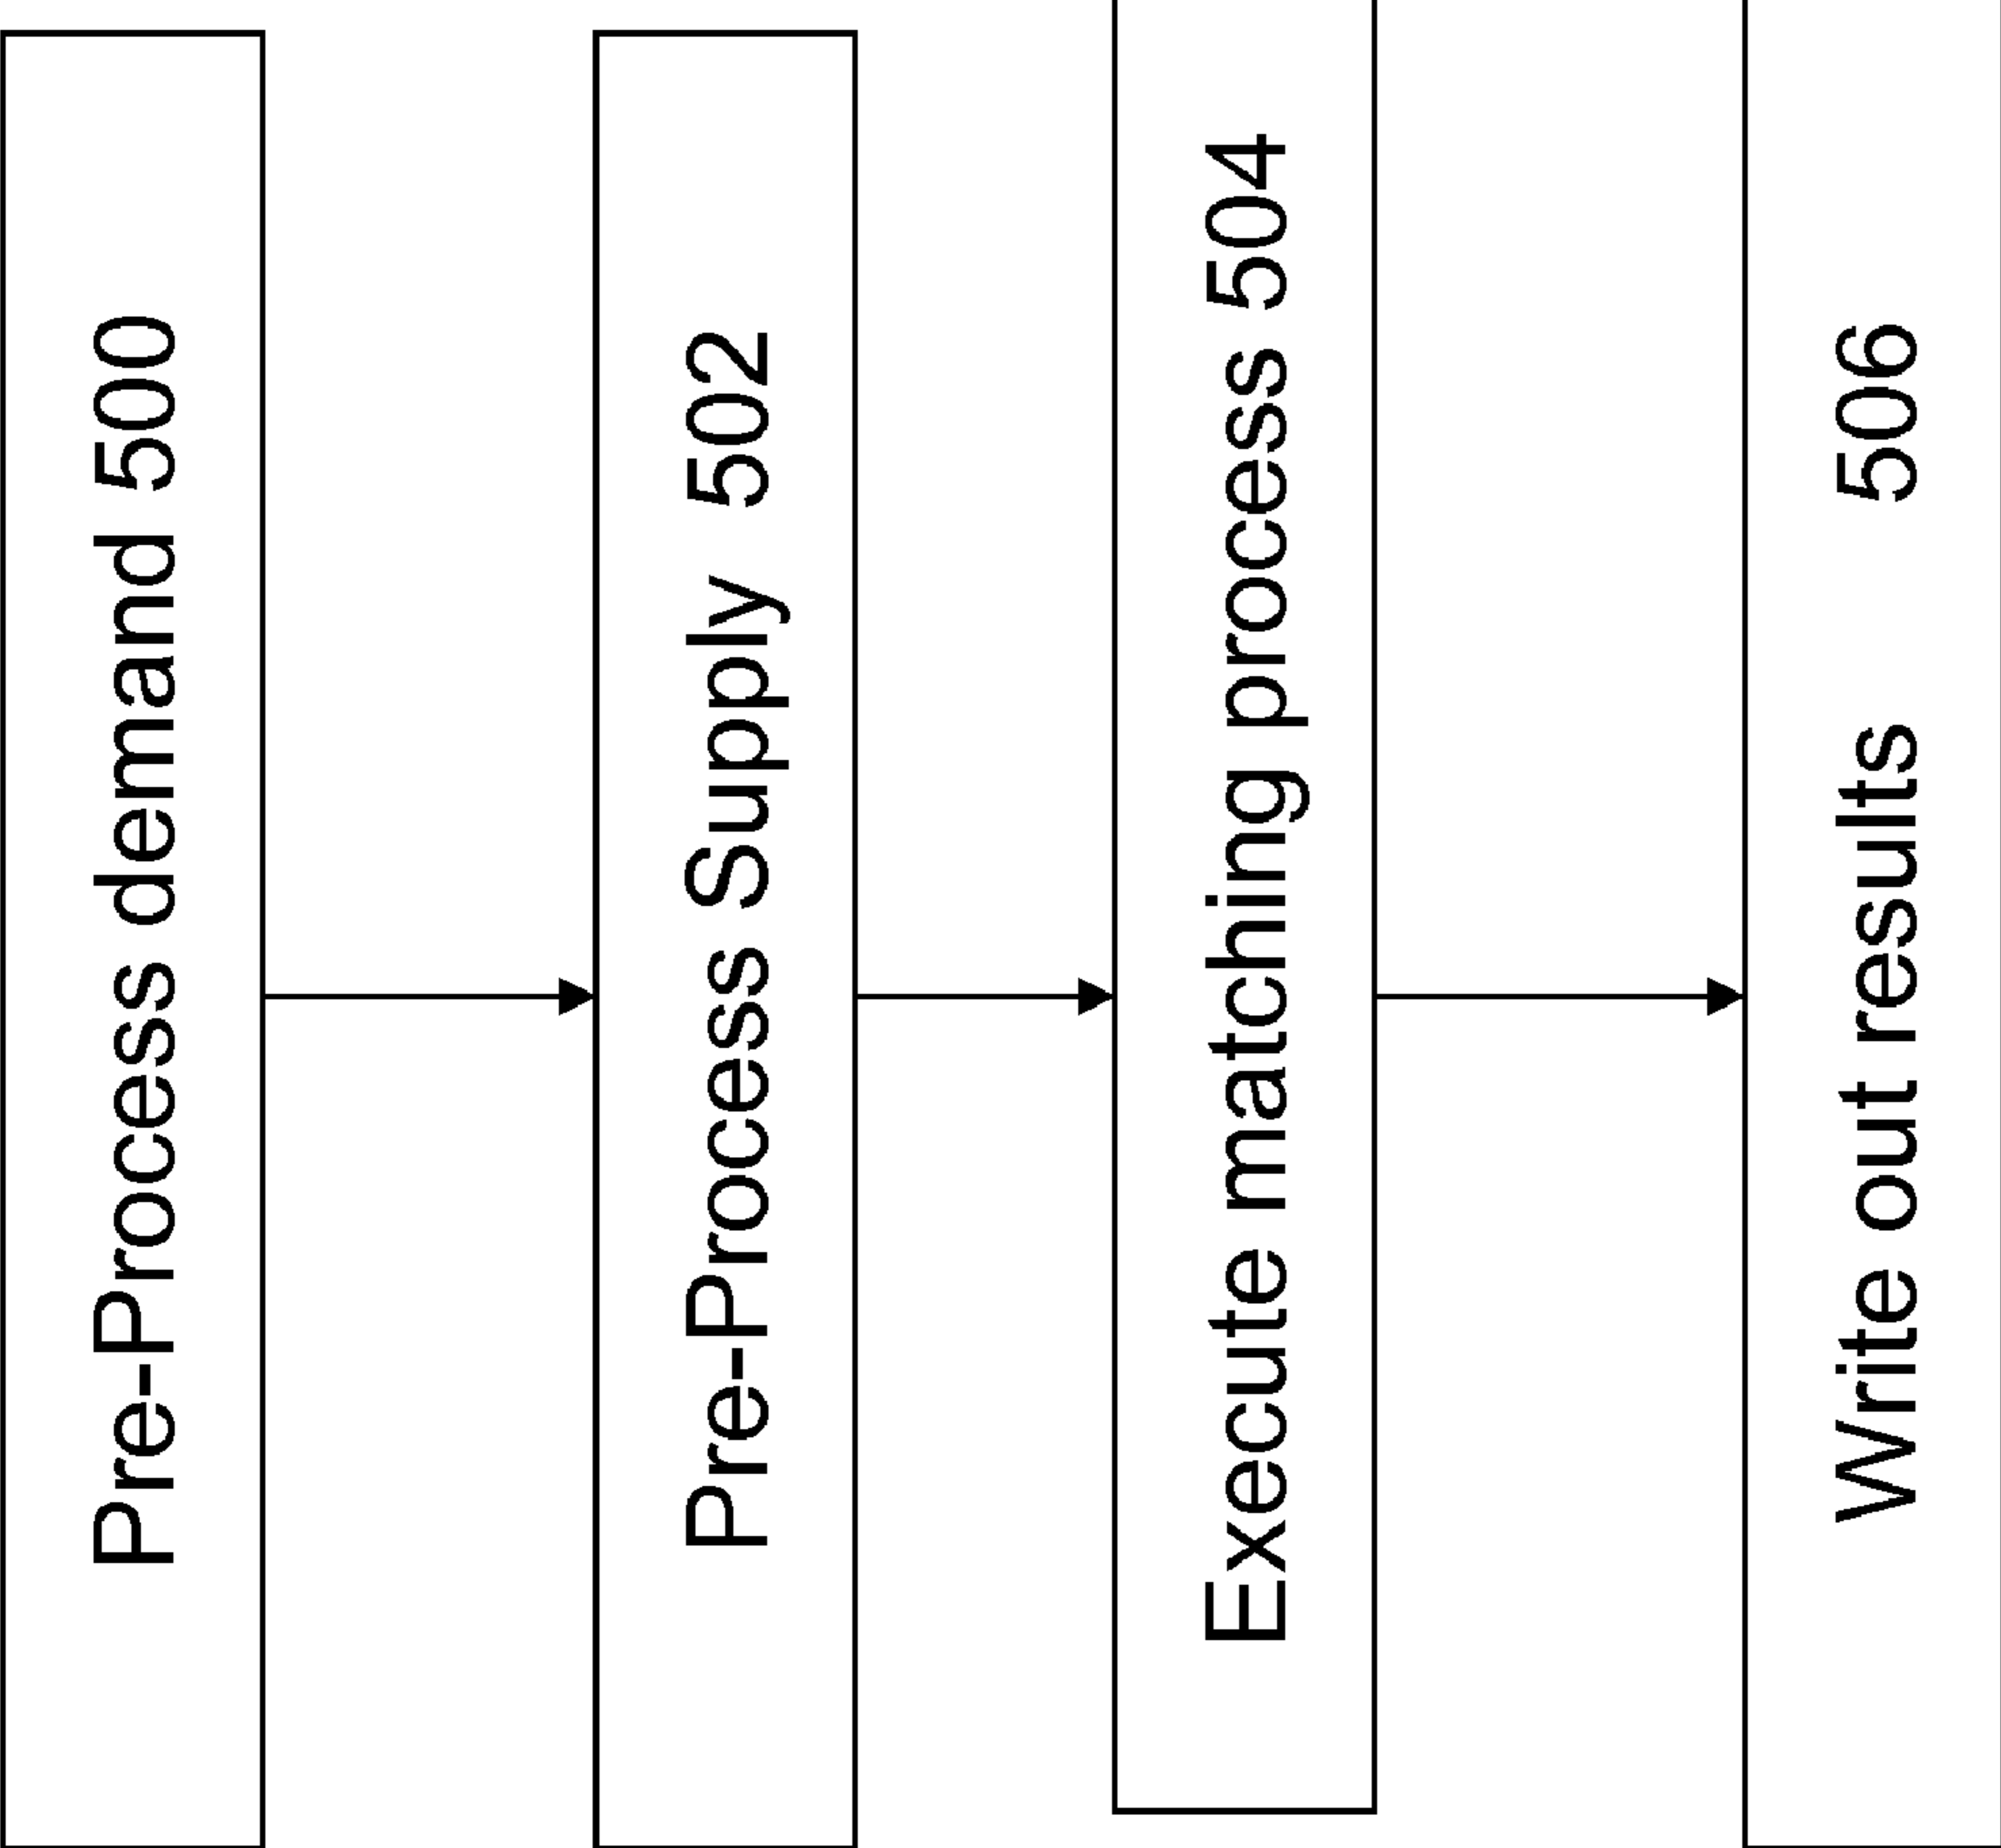 Pre-Process demand 500
Pre-Process Supply 502
Execute matching process 504
Write out results 506